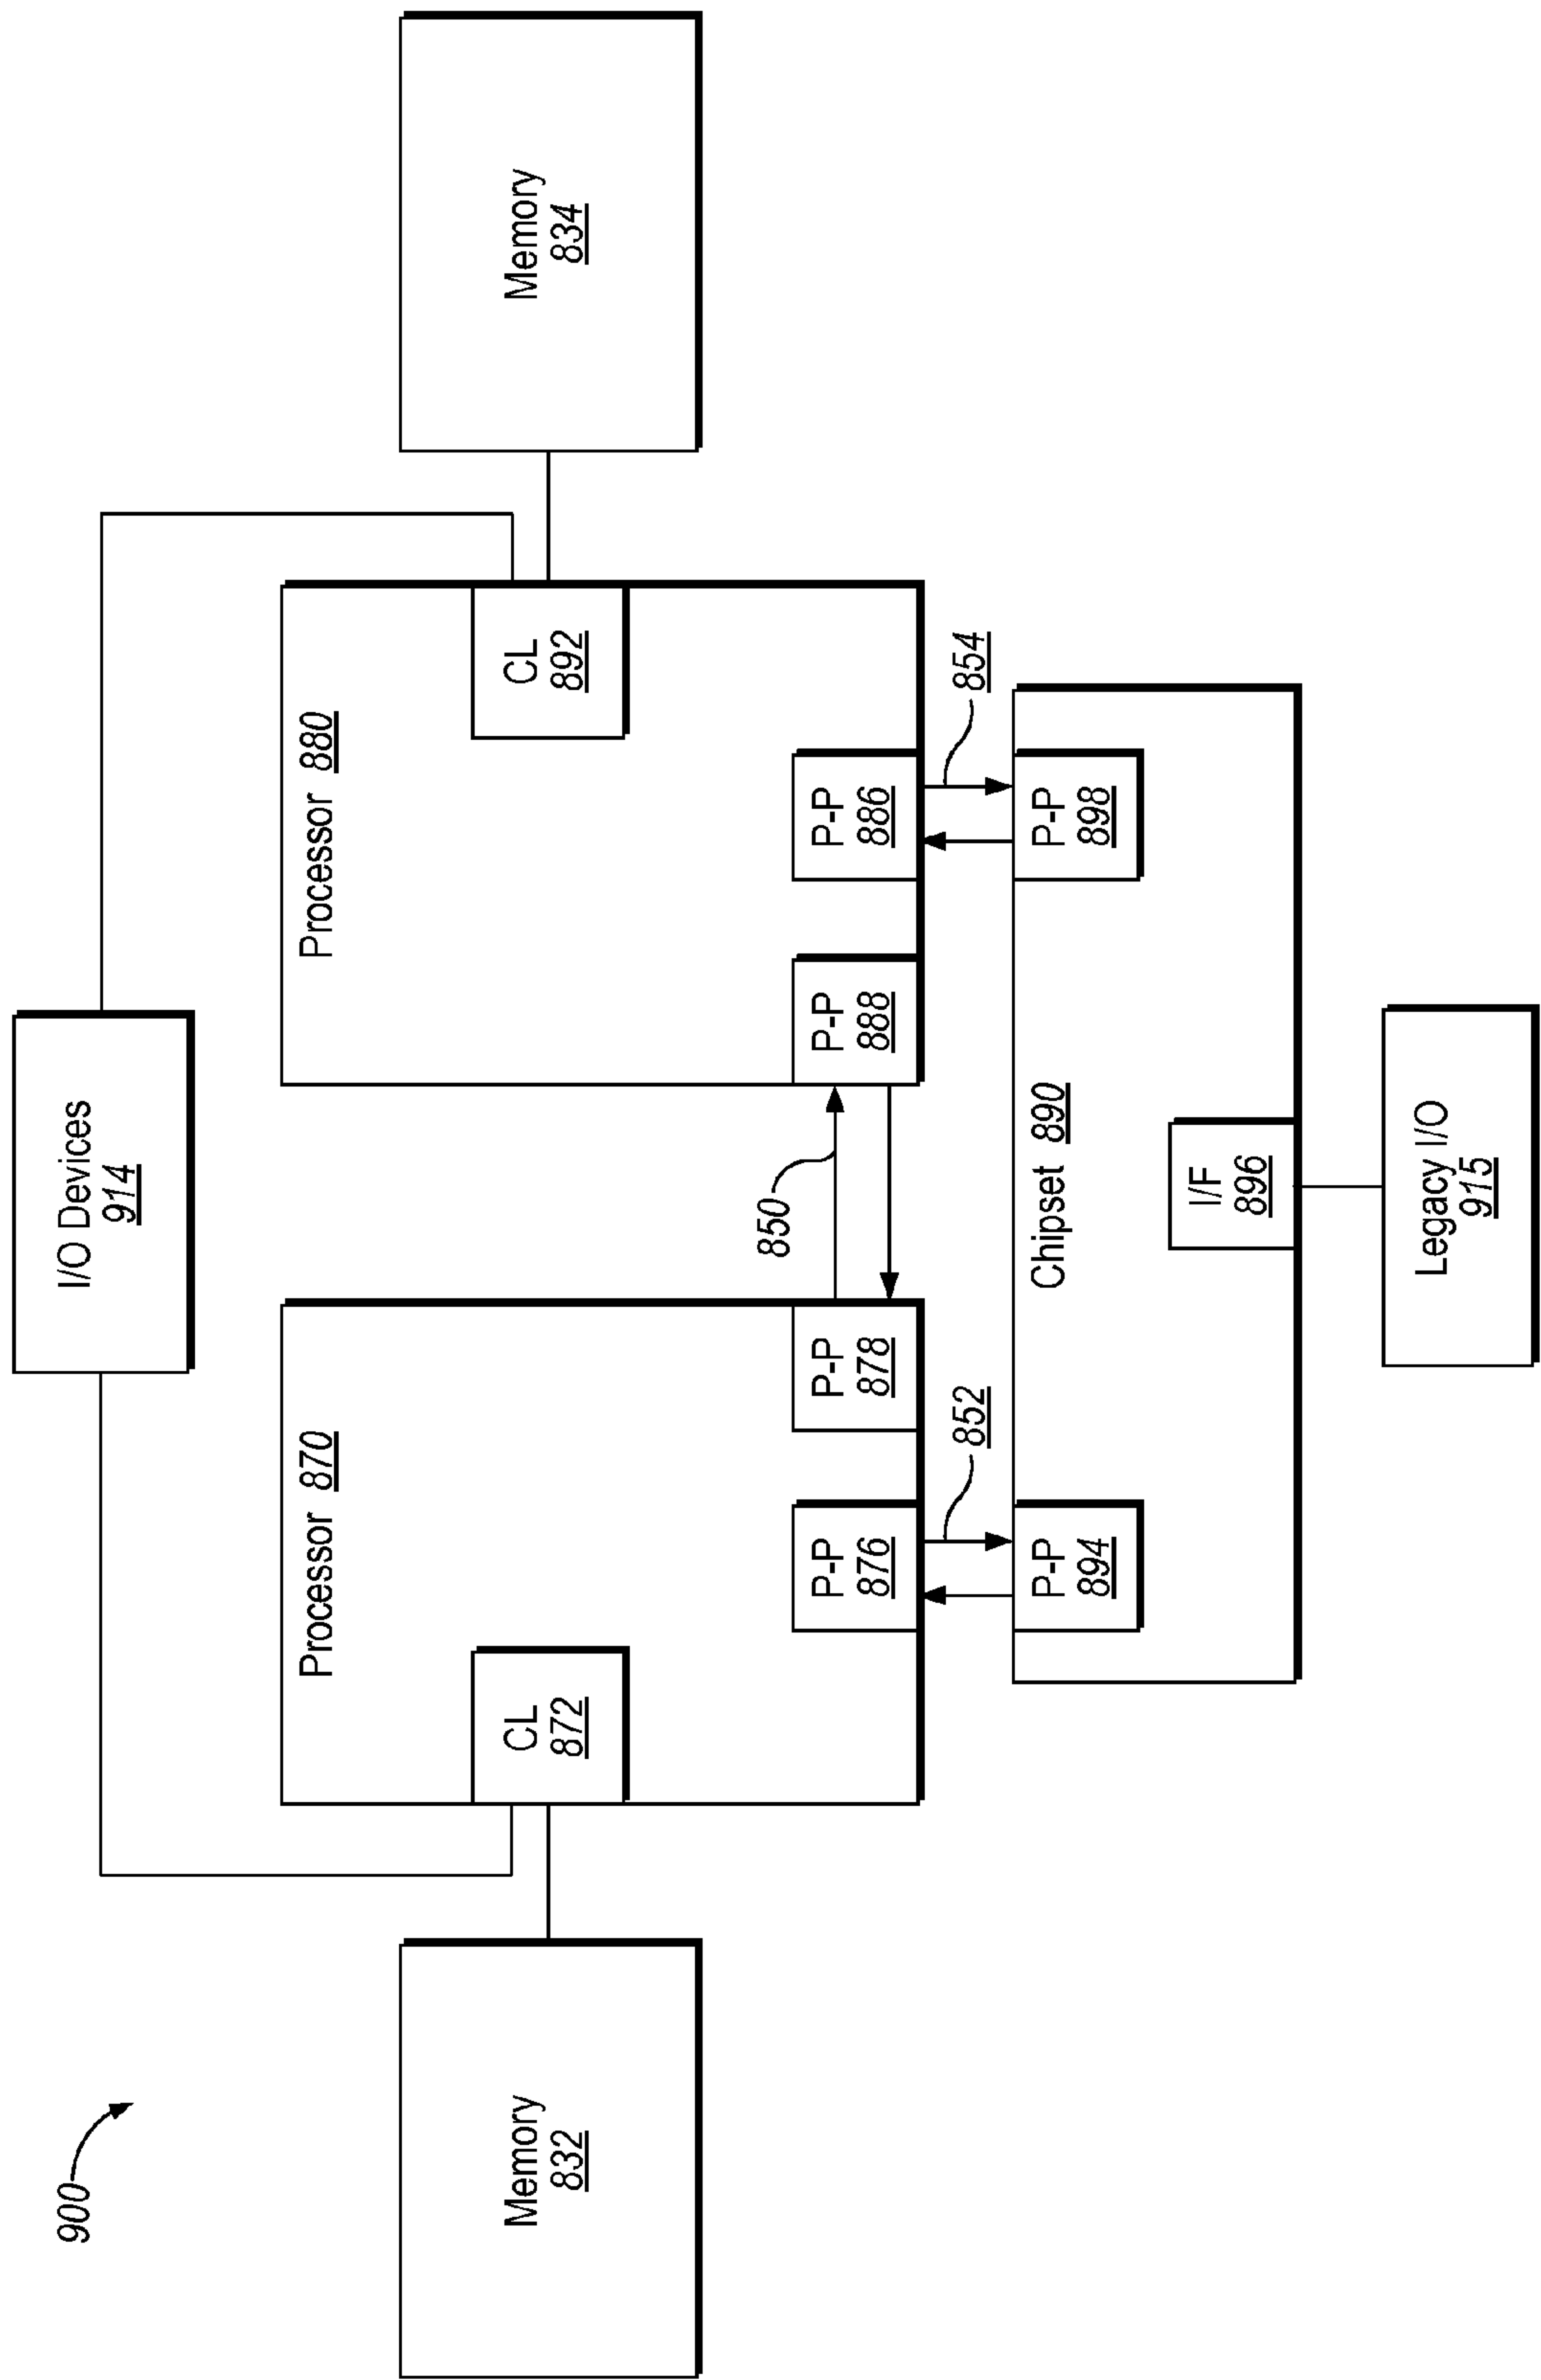 900
I/O Devices
914
Memory
832
Processor 870
CL
872
P-P
876
P-P
878
850
Processor 880
CL
892
P-P
888
P-P
886
Memory
834
852
854
Chipset 890
P-P
894
P-P
898
I/F
896
Legacy I/O
915